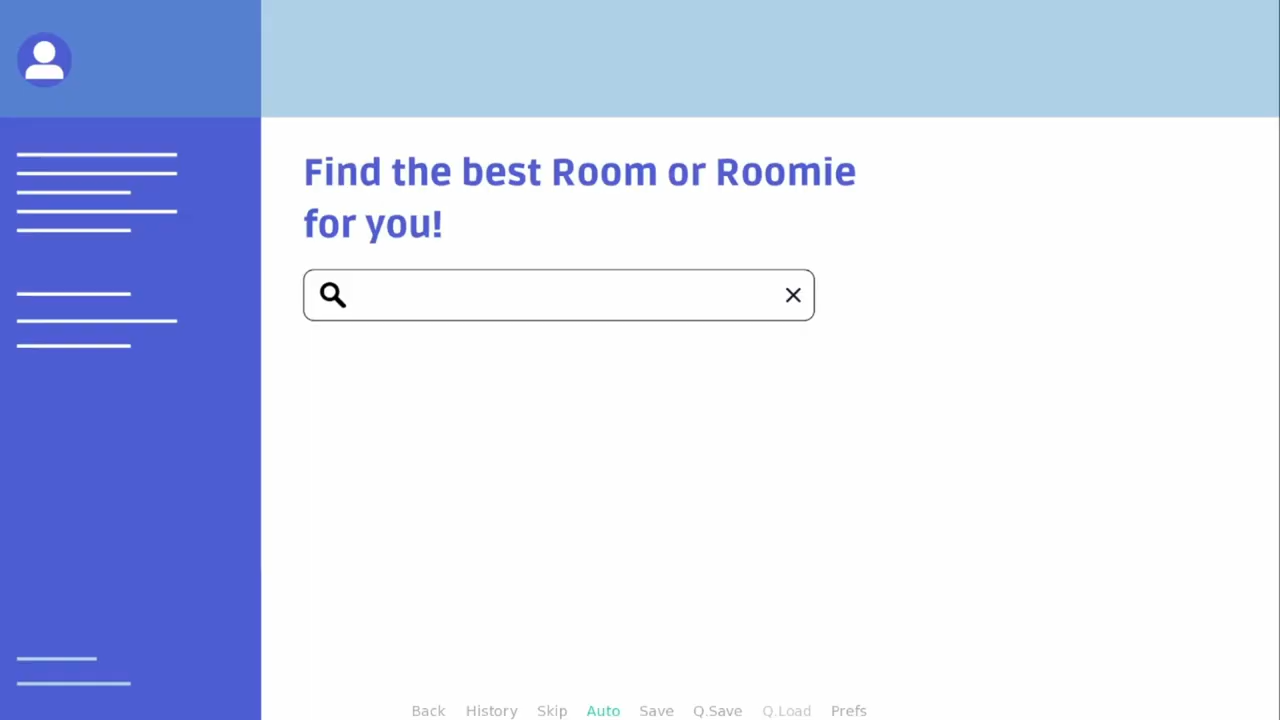 Find the best Room or Roomie
for you!
Back History Skip Auto Save Q.Save Q.Load Prefs